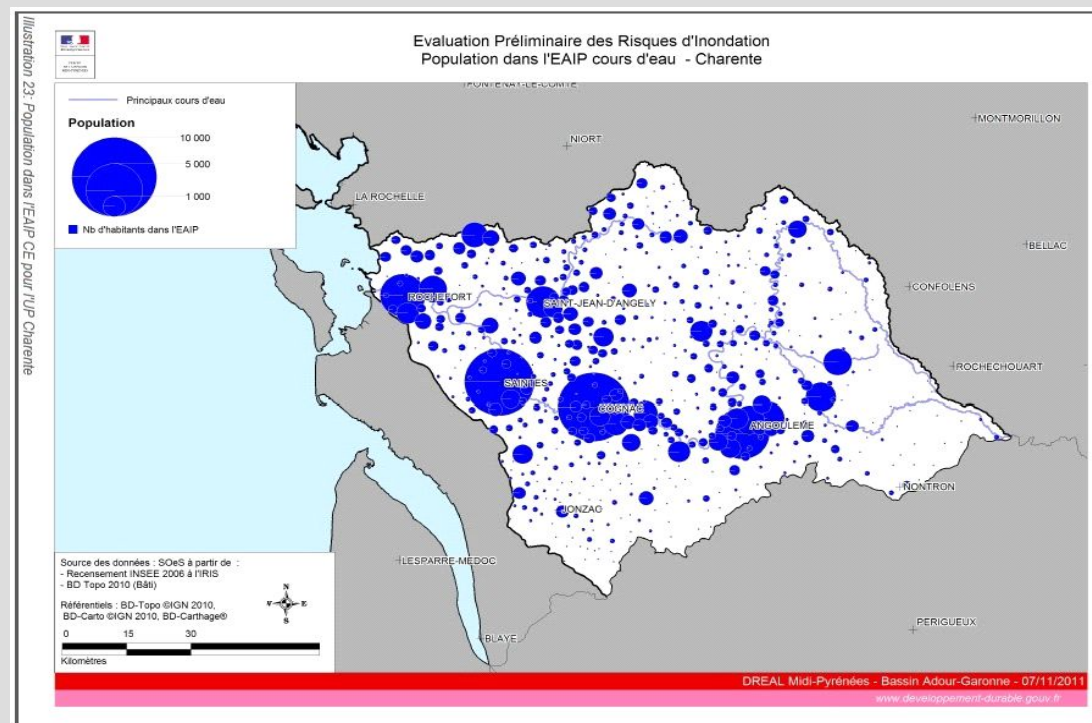 Illustration 23: Population dans l'EAIP CE pour l'UP Charente
Evaluation Préliminaire des Risques d'Inondation
Population dans l'EAIP cours d'eau - Charente
Principaux cours d'eau
Population
10 000
5 000
1 000
Nb d'habitants dans l'EAIP
FONTENAY-LE-COMTE
MONTMORILLON
NIORT
LA ROCHELLE
BELLAC
CONFOLENS
ROCHEFORT
SAINT-JEAN-D'ANGELY
ROCHECHOUART
SAINTES
COGNAC
ANGOULEME
NONTRON
JONZAC
LESPARRE-MEDOC
PERIGUEUX
BLAYE
Source des données : SOeS à partir de :
- Recensement INSEE 2006 à l'IRIS
- BD Topo 2010 (Bâti)
Référentiels : BD-Topo ©IGN 2010,
BD-Carto ©IGN 2010, BD-Carthage®
N
W E
S
0 15 30
Kilomètres
DREAL Midi-Pyrénées - Bassin Adour-Garonne - 07/11/2011
www.developpement-durable.gouv.fr